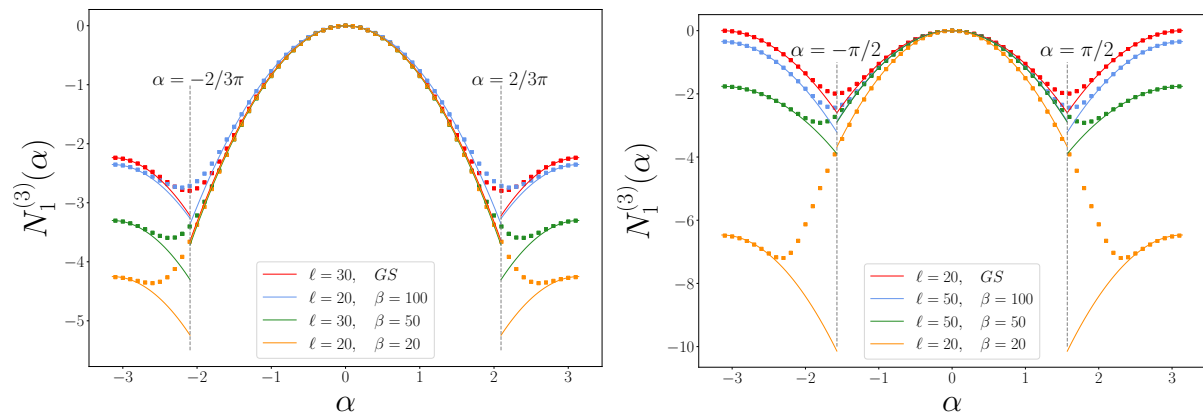 0
−1
−2
−3
−4
−5
N₁⁽³⁾(α)
α = −2/3π
α = 2/3π
ℓ = 30, GS
ℓ = 20, β = 100
ℓ = 30, β = 50
ℓ = 20, β = 20
−3 −2 −1 0 1 2 3
α
0
−2
−4
−6
−8
−10
N₁⁽³⁾(α)
α = −π/2
α = π/2
ℓ = 20, GS
ℓ = 50, β = 100
ℓ = 50, β = 50
ℓ = 20, β = 20
−3 −2 −1 0 1 2 3
α